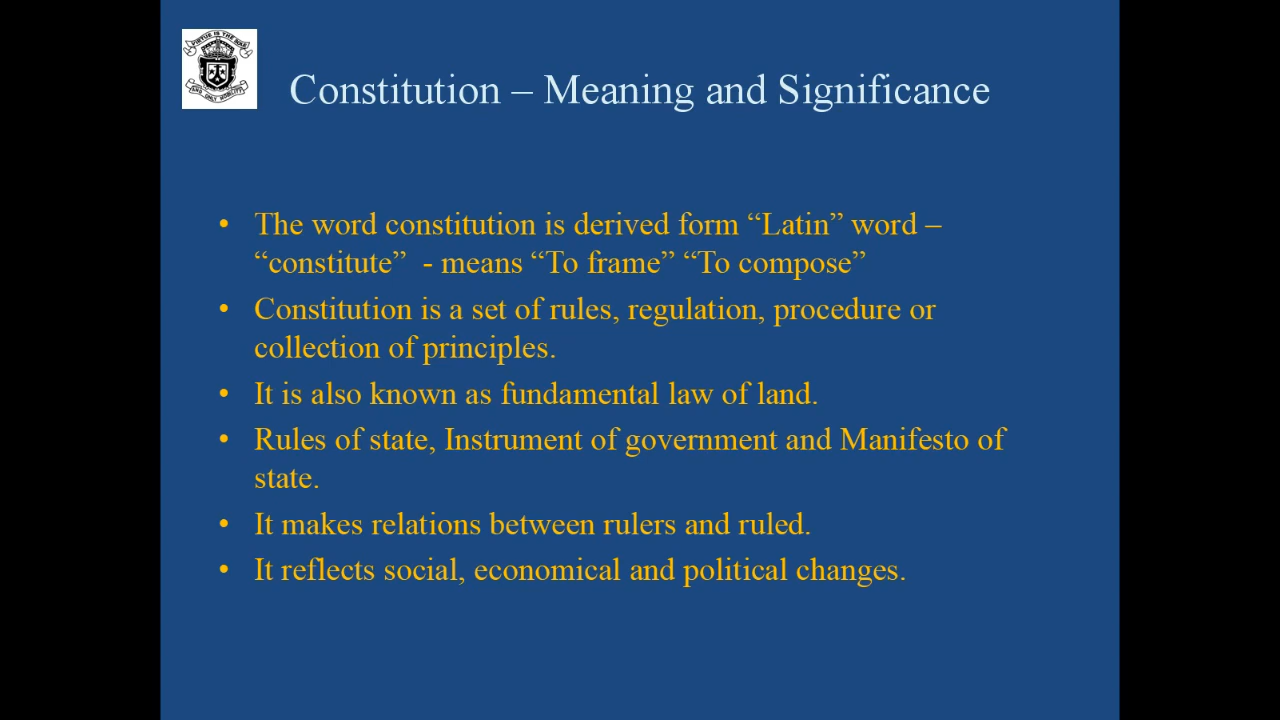 VIRTUE IS THE
Constitution – Meaning and Significance
• The word constitution is derived form “Latin” word –
“constitute”  - means “To frame” “To compose”
• Constitution is a set of rules, regulation, procedure or
collection of principles.
• It is also known as fundamental law of land.
• Rules of state, Instrument of government and Manifesto of
state.
• It makes relations between rulers and ruled.
• It reflects social, economical and political changes.